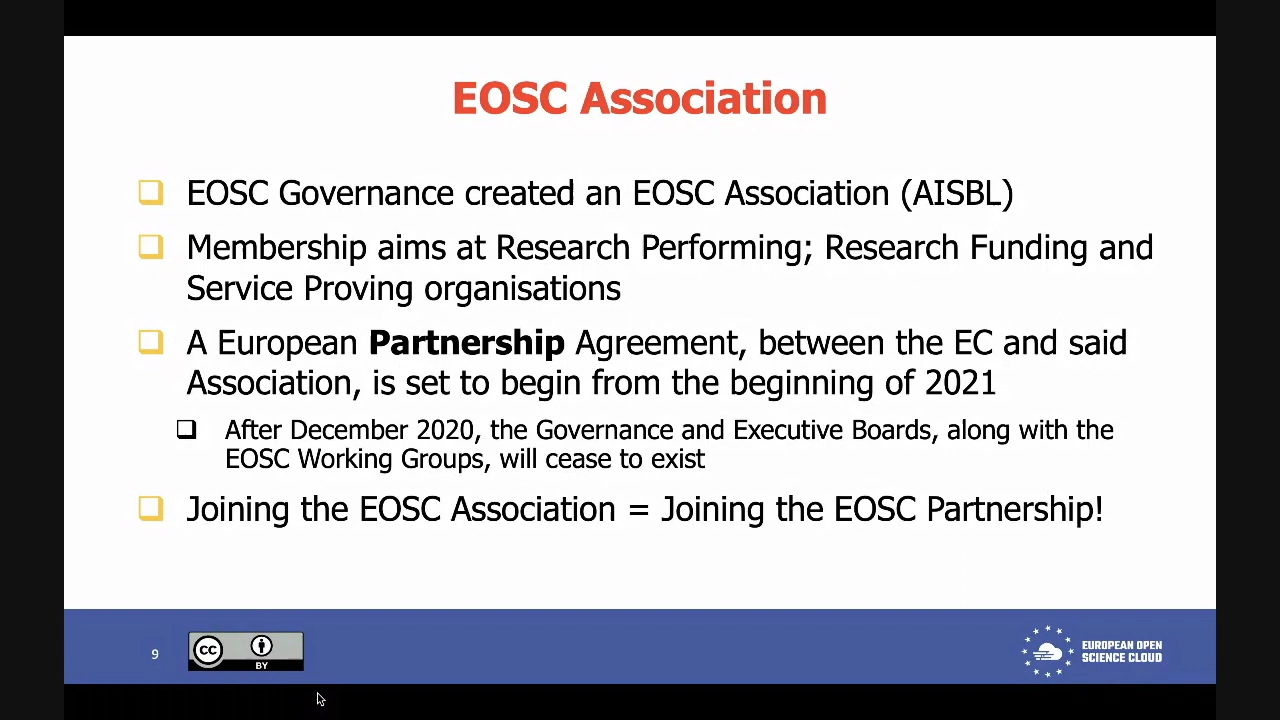 EOSC Association
EOSC Governance created an EOSC Association (AISBL)
Membership aims at Research Performing; Research Funding and
Service Proving organisations
A European Partnership Agreement, between the EC and said
Association, is set to begin from the beginning of 2021
After December 2020, the Governance and Executive Boards, along with the
EOSC Working Groups, will cease to exist
Joining the EOSC Association = Joining the EOSC Partnership!
9
cc
BY
EUROPEAN OPEN
SCIENCE CLOUD